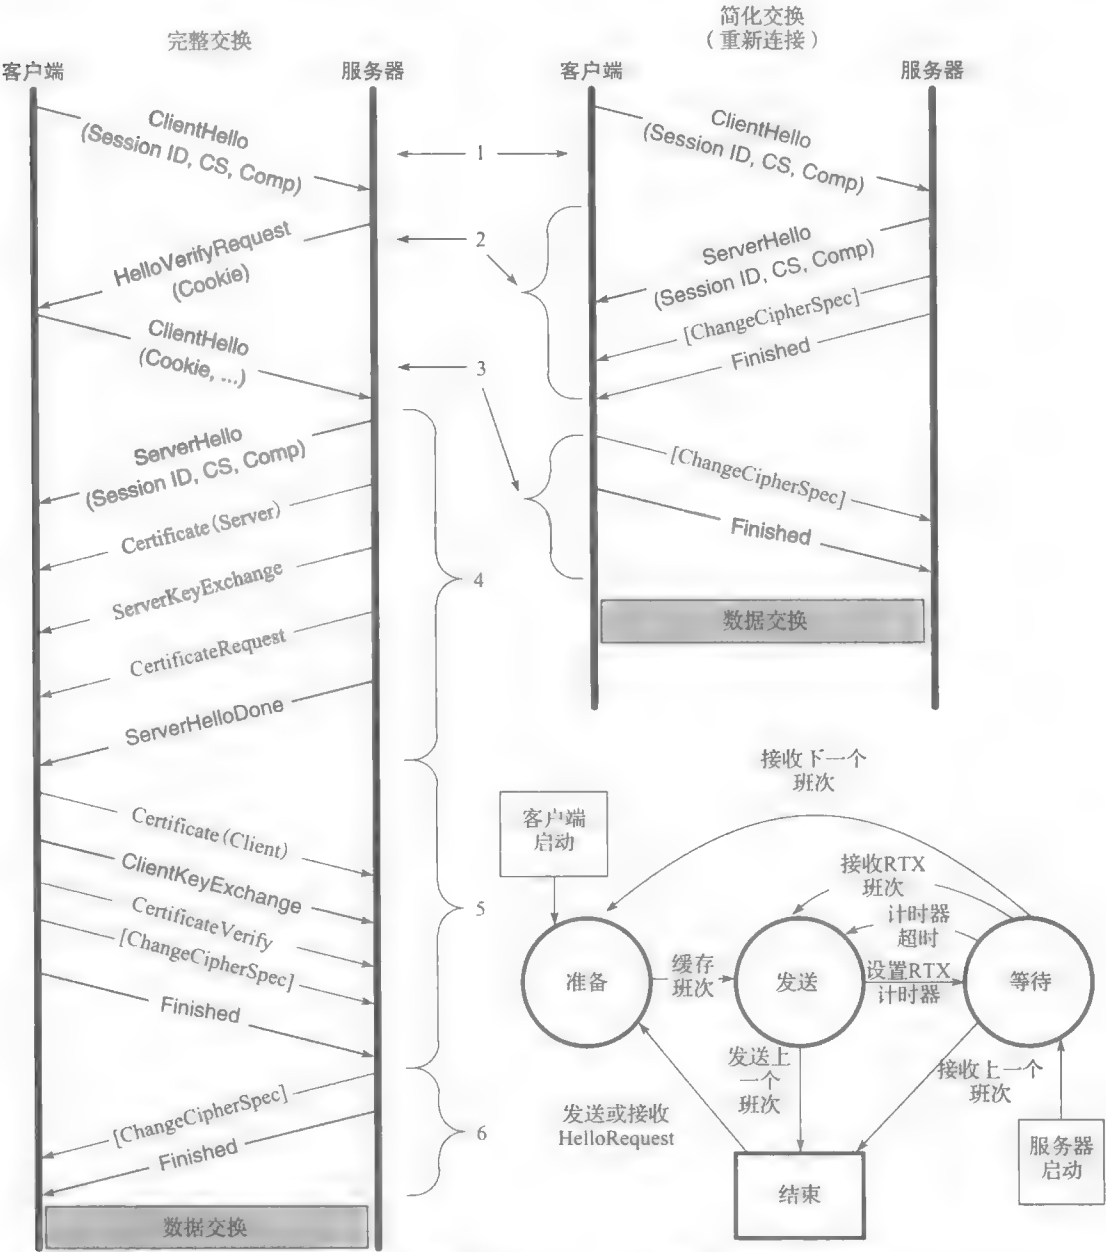 完整交换
客户端
服务器
ClientHello
(Session ID, CS, Comp)
HelloVerifyRequest
(Cookie)
ClientHello
(Cookie, ...)
ServerHello
(Session ID, CS, Comp)
Certificate(Server)
ServerKeyExchange
CertificateRequest
ServerHelloDone
Certificate(Client)
ClientKeyExchange
CertificateVerify
[ChangeCipherSpec]
Finished
[ChangeCipherSpec]
Finished
数据交换
1
2
3
4
5
6
简化交换
（重新连接）
客户端
服务器
ClientHello
(Session ID, CS, Comp)
ServerHello
(Session ID, CS, Comp)
[ChangeCipherSpec]
Finished
[ChangeCipherSpec]
Finished
数据交换
接收下一个
班次
客户端
启动
接收RTX
班次
计时器
超时
准备
缓存
班次
发送
设置RTX
计时器
等待
发送上
一个
班次
接收上一个
班次
发送或接收
HelloRequest
结束
服务器
启动